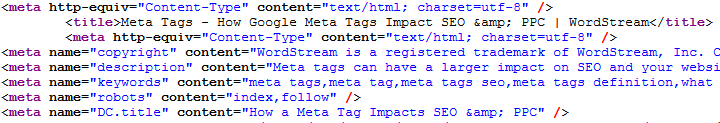 <meta http-equiv="Content-Type" content="text/html; charset=utf-8" />
<title>Meta Tags - How Google Meta Tags Impact SEO &amp; PPC | WordStream</title>
<meta http-equiv="Content-Type" content="text/html; charset=utf-8" />
<meta name="copyright" content="WordStream is a registered trademark of WordStream, Inc. C
<meta name="description" content="Meta tags can have a larger impact on SEO and your websi
<meta name="keywords" content="meta tags,meta tag,meta tags seo,meta tags definition,what
<meta name="robots" content="index,follow" />
<meta name="DC.title" content="How a Meta Tag Impacts SEO &amp; PPC" />